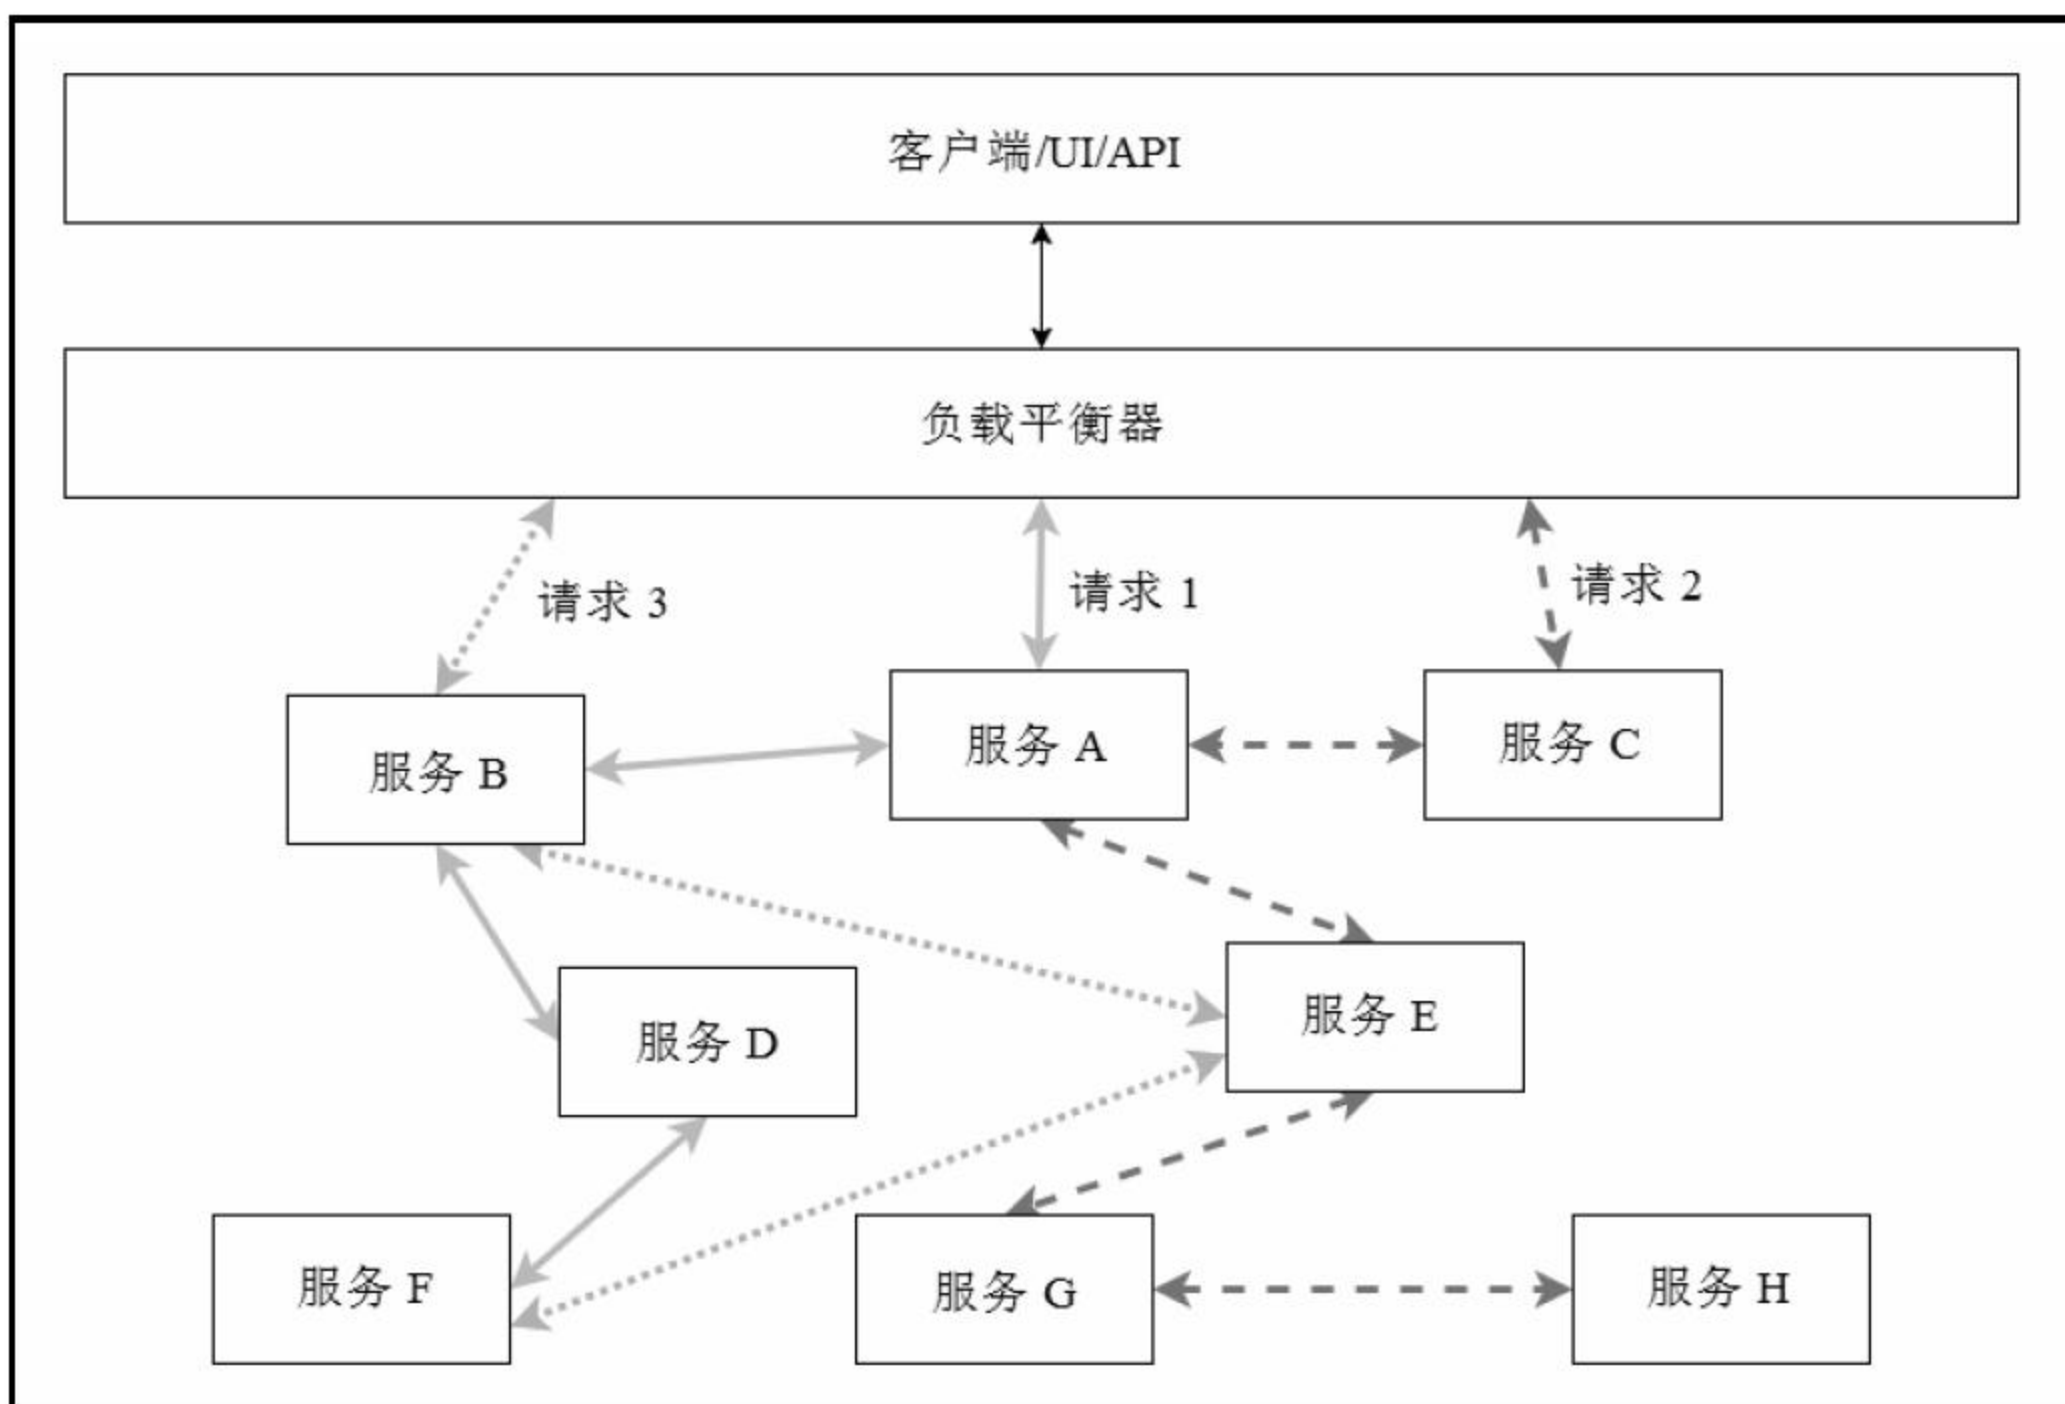 客户端/UI/API
负载平衡器
请求 3
请求 1
请求 2
服务 B
服务 A
服务 C
服务 D
服务 E
服务 F
服务 G
服务 H